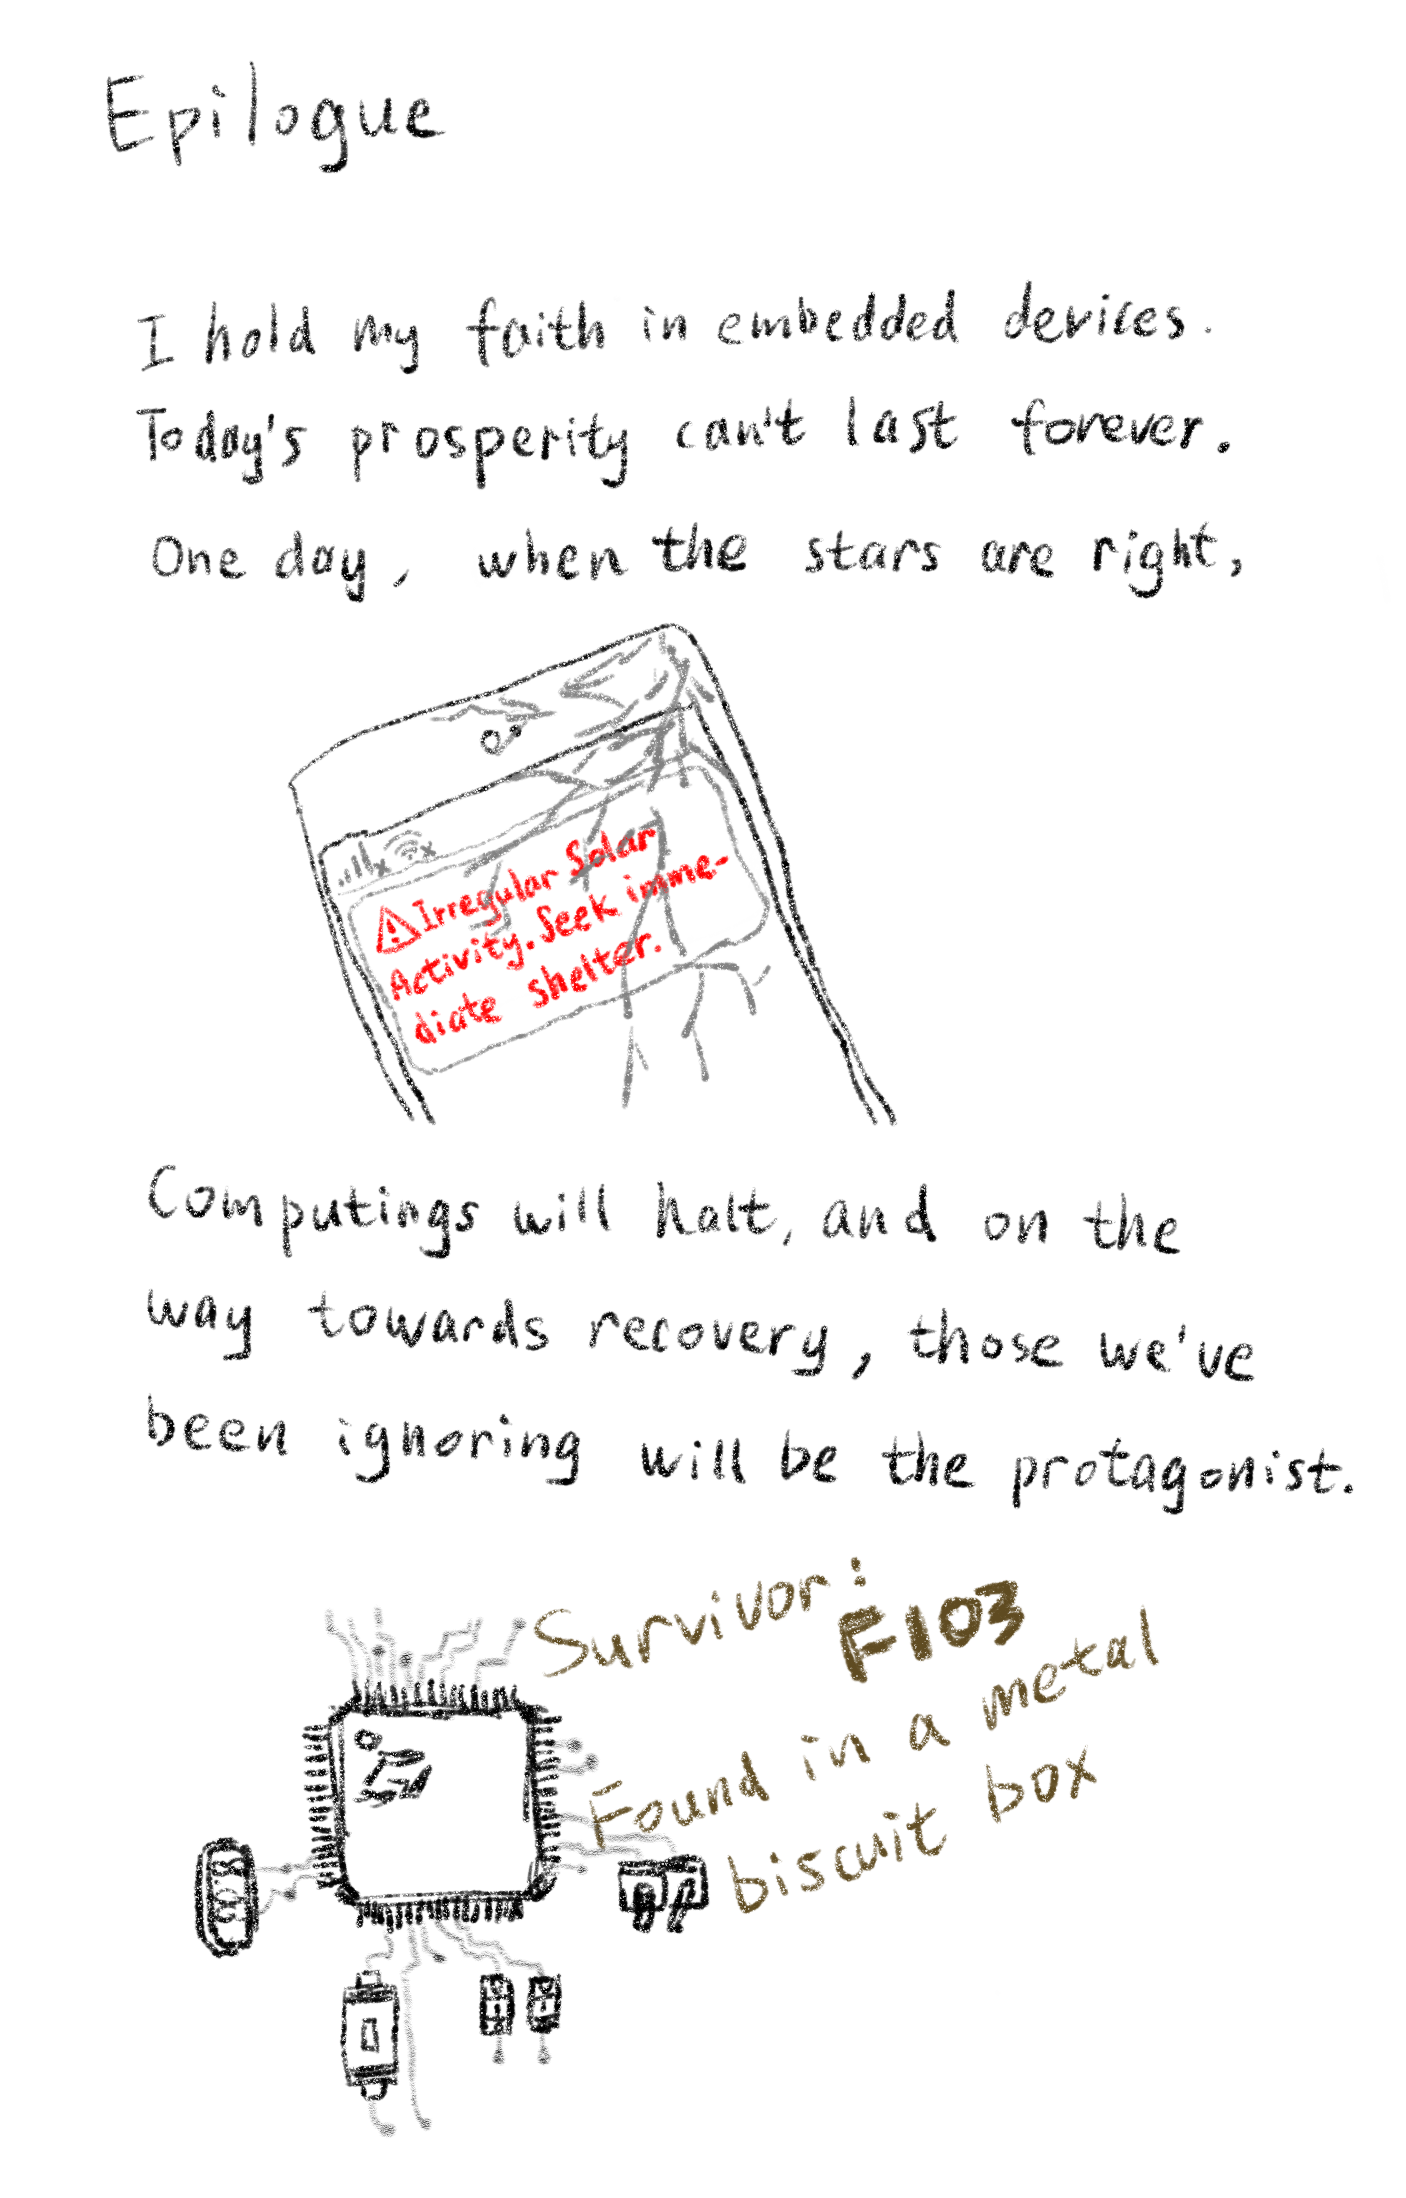 Epilogue
I hold my faith in embedded devices.
Today's prosperity can't last forever.
One day, when the stars are right,
⚠Irregular Solar
Activity. Seek imme-
diate shelter.
Computings will halt, and on the
way towards recovery, those we've
been ignoring will be the protagonist.
Survivor: F103
Found in a metal
biscuit box